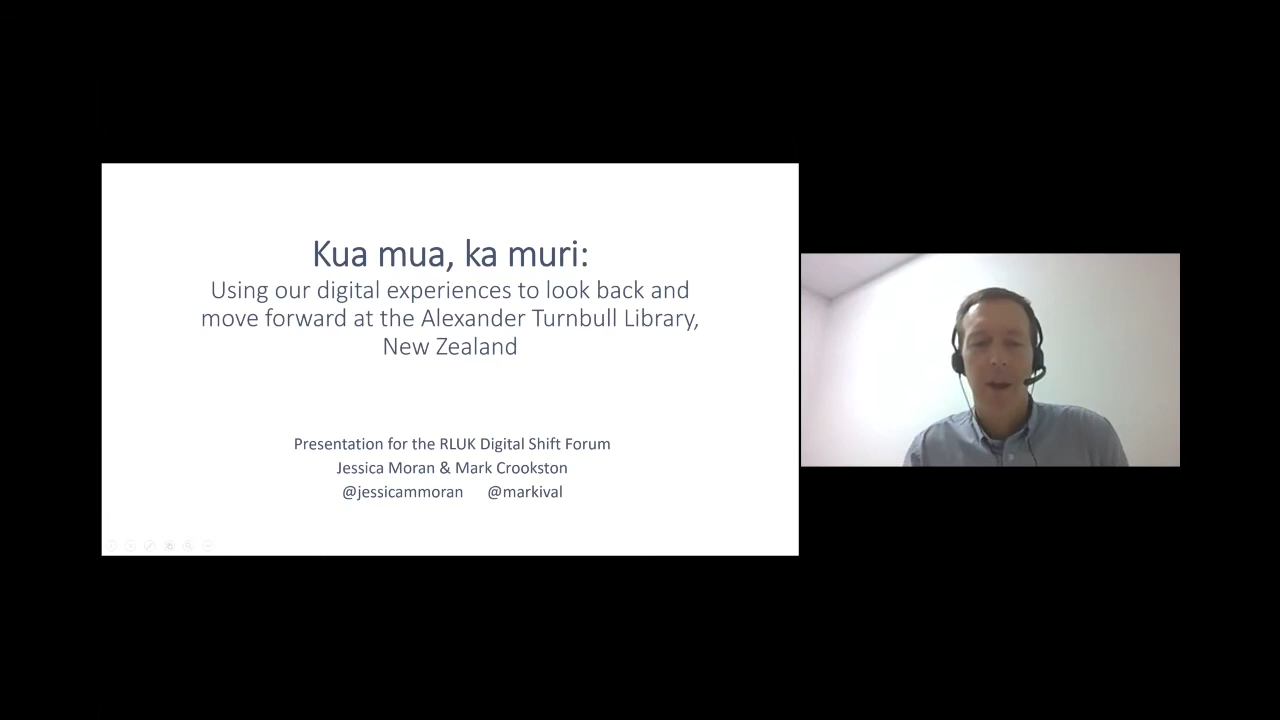 Kua mua, ka muri:
Using our digital experiences to look back and
move forward at the Alexander Turnbull Library,
New Zealand
Presentation for the RLUK Digital Shift Forum
Jessica Moran & Mark Crookston
@jessicammoran @markival